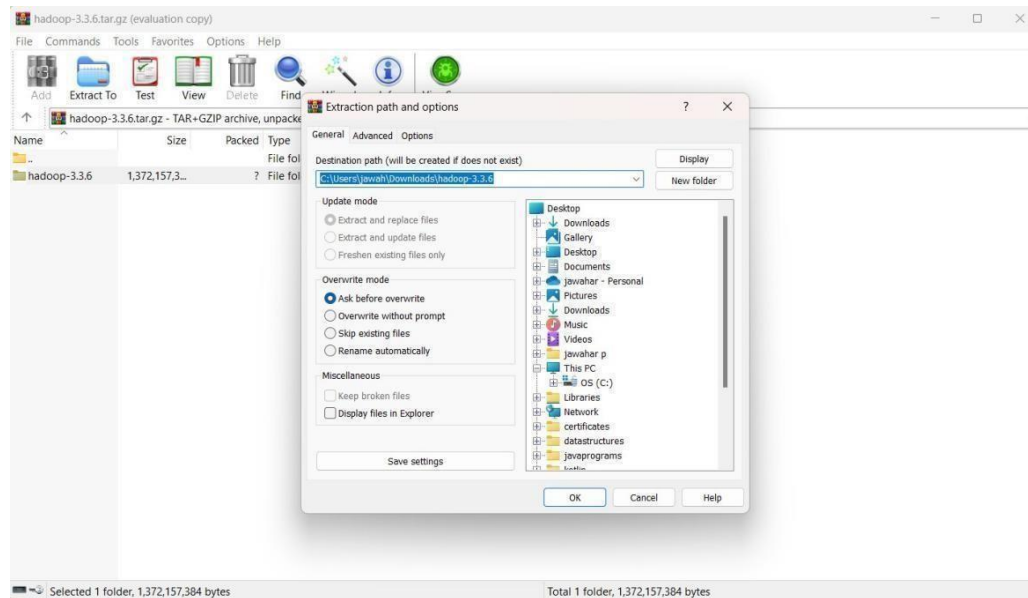 hadoop-3.3.6.tar.gz (evaluation copy)
File Commands Tools Favorites Options Help
Add Extract To Test View Delete Find
hadoop-3.3.6.tar.gz - TAR+GZIP archive, unpacke
Name Size Packed Type
.. File fol
hadoop-3.3.6 1,372,157,3... ? File fol
Extraction path and options
General Advanced Options
Destination path (will be created if does not exist)
Display
C:\Users\jawah\Downloads\hadoop-3.3.6
New folder
Update mode
Extract and replace files
Extract and update files
Freshen existing files only
Overwrite mode
Ask before overwrite
Overwrite without prompt
Skip existing files
Rename automatically
Miscellaneous
Keep broken files
Display files in Explorer
Save settings
Desktop
Downloads
Gallery
Desktop
Documents
jawahar - Personal
Pictures
Downloads
Music
Videos
jawahar p
This PC
OS (C:)
Libraries
Network
certificates
datastructures
javaprograms
OK Cancel Help
Selected 1 folder, 1,372,157,384 bytes
Total 1 folder, 1,372,157,384 bytes